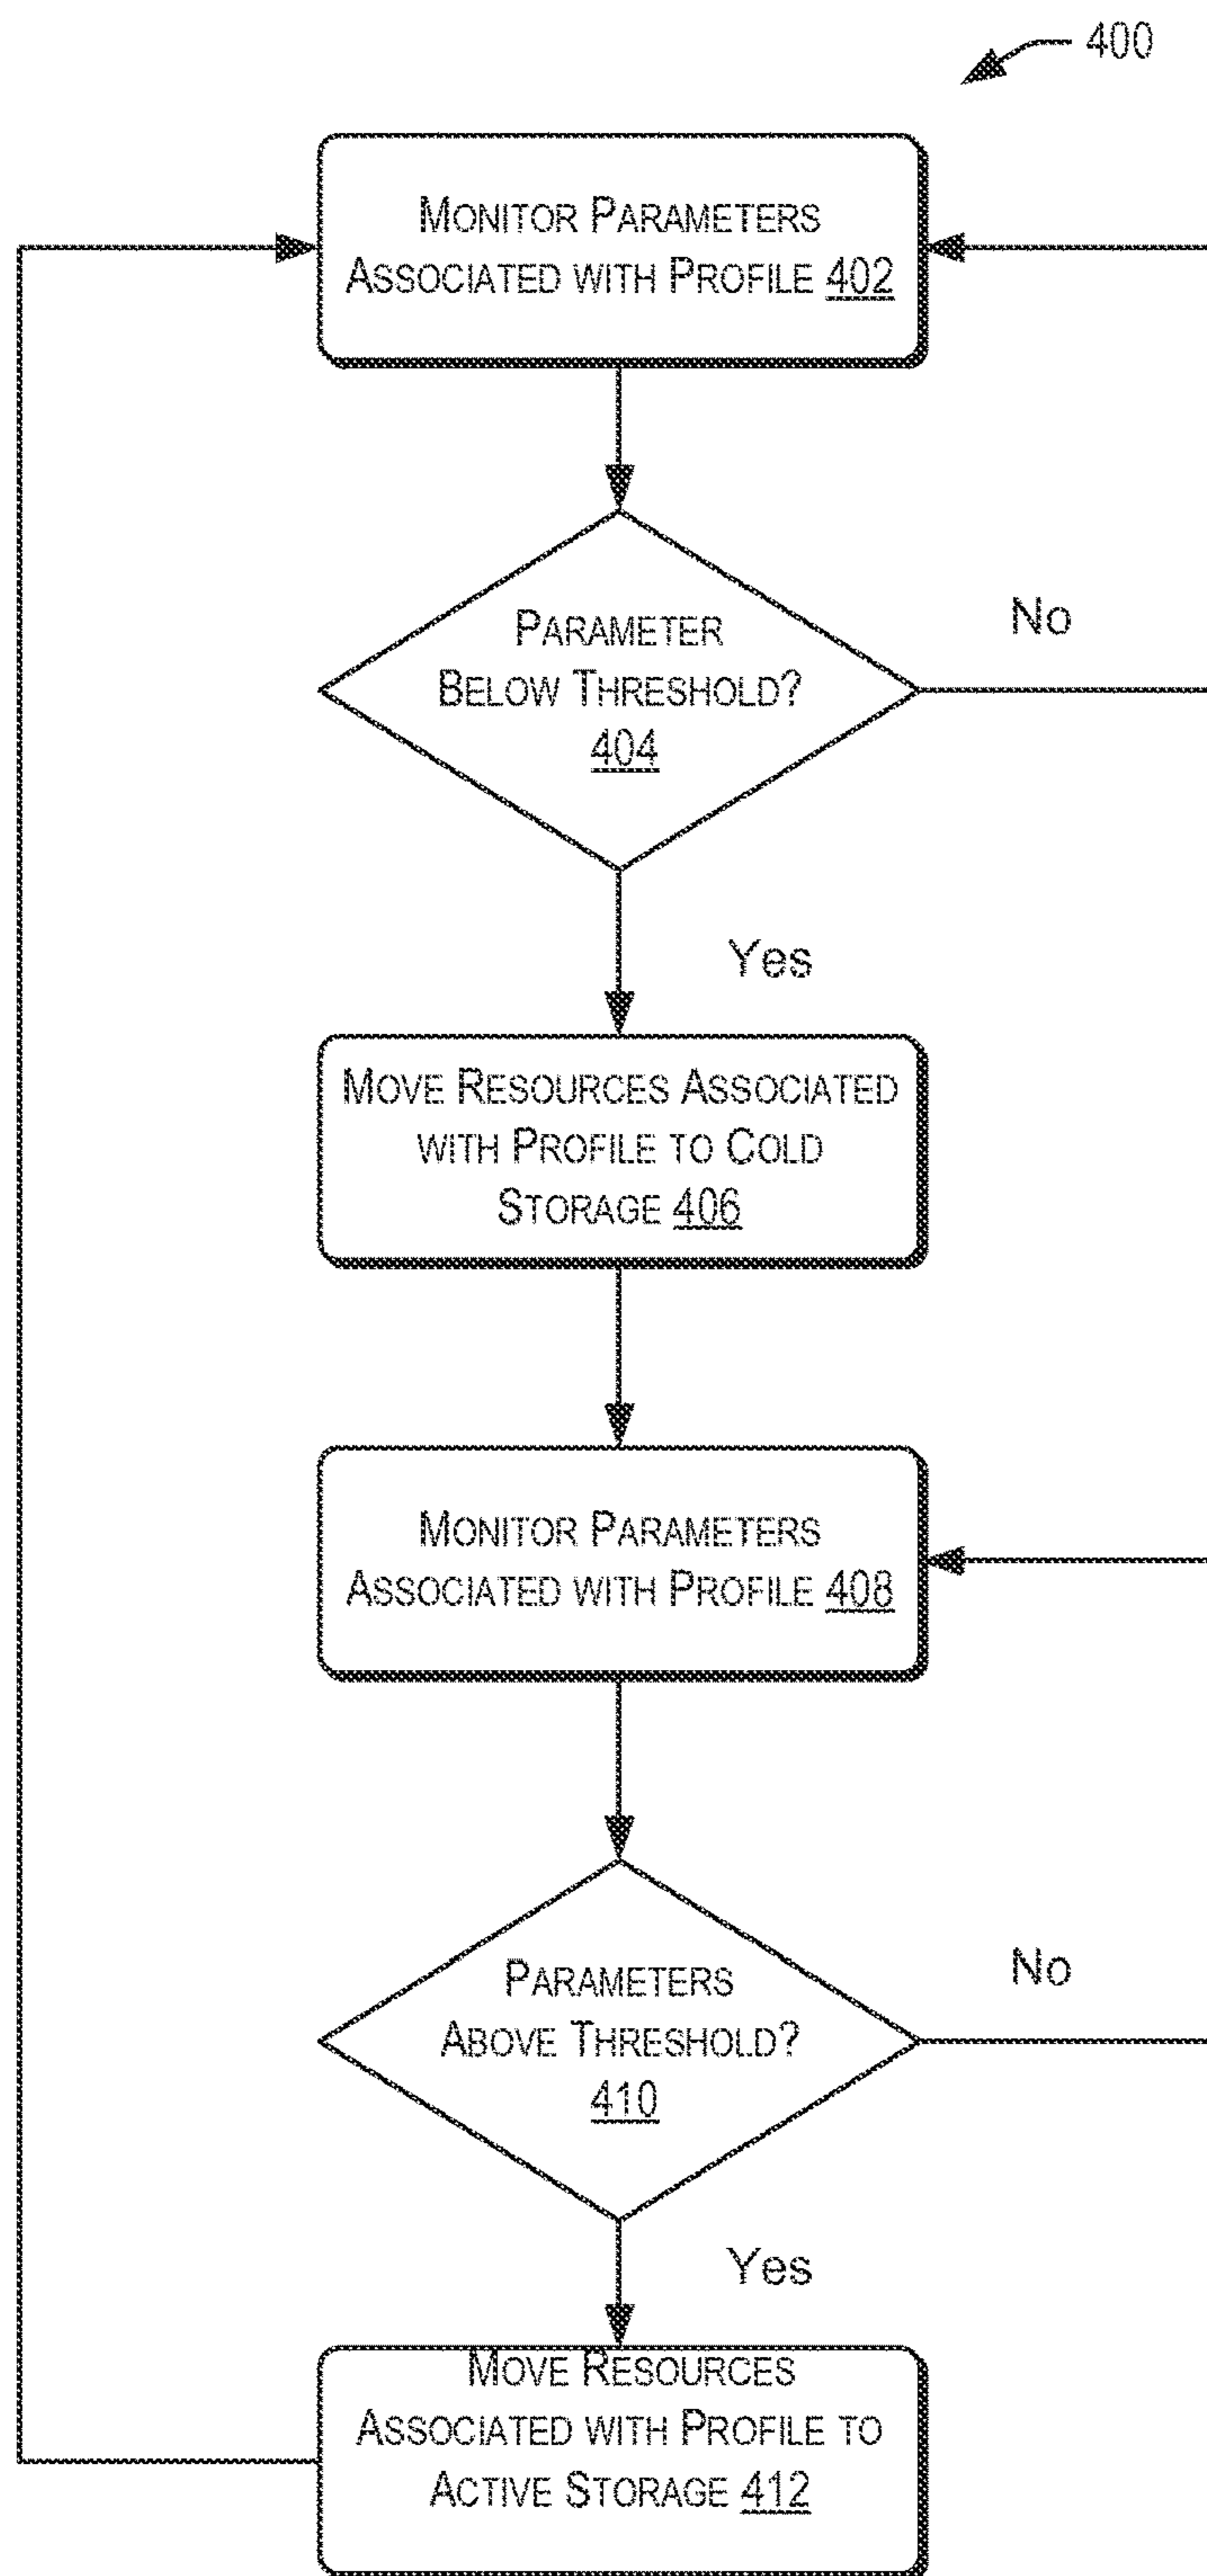 400
MONITOR PARAMETERS
ASSOCIATED WITH PROFILE 402
PARAMETER
BELOW THRESHOLD?
404
No
Yes
MOVE RESOURCES ASSOCIATED
WITH PROFILE TO COLD
STORAGE 406
MONITOR PARAMETERS
ASSOCIATED WITH PROFILE 408
PARAMETERS
ABOVE THRESHOLD?
410
No
Yes
MOVE RESOURCES
ASSOCIATED WITH PROFILE TO
ACTIVE STORAGE 412